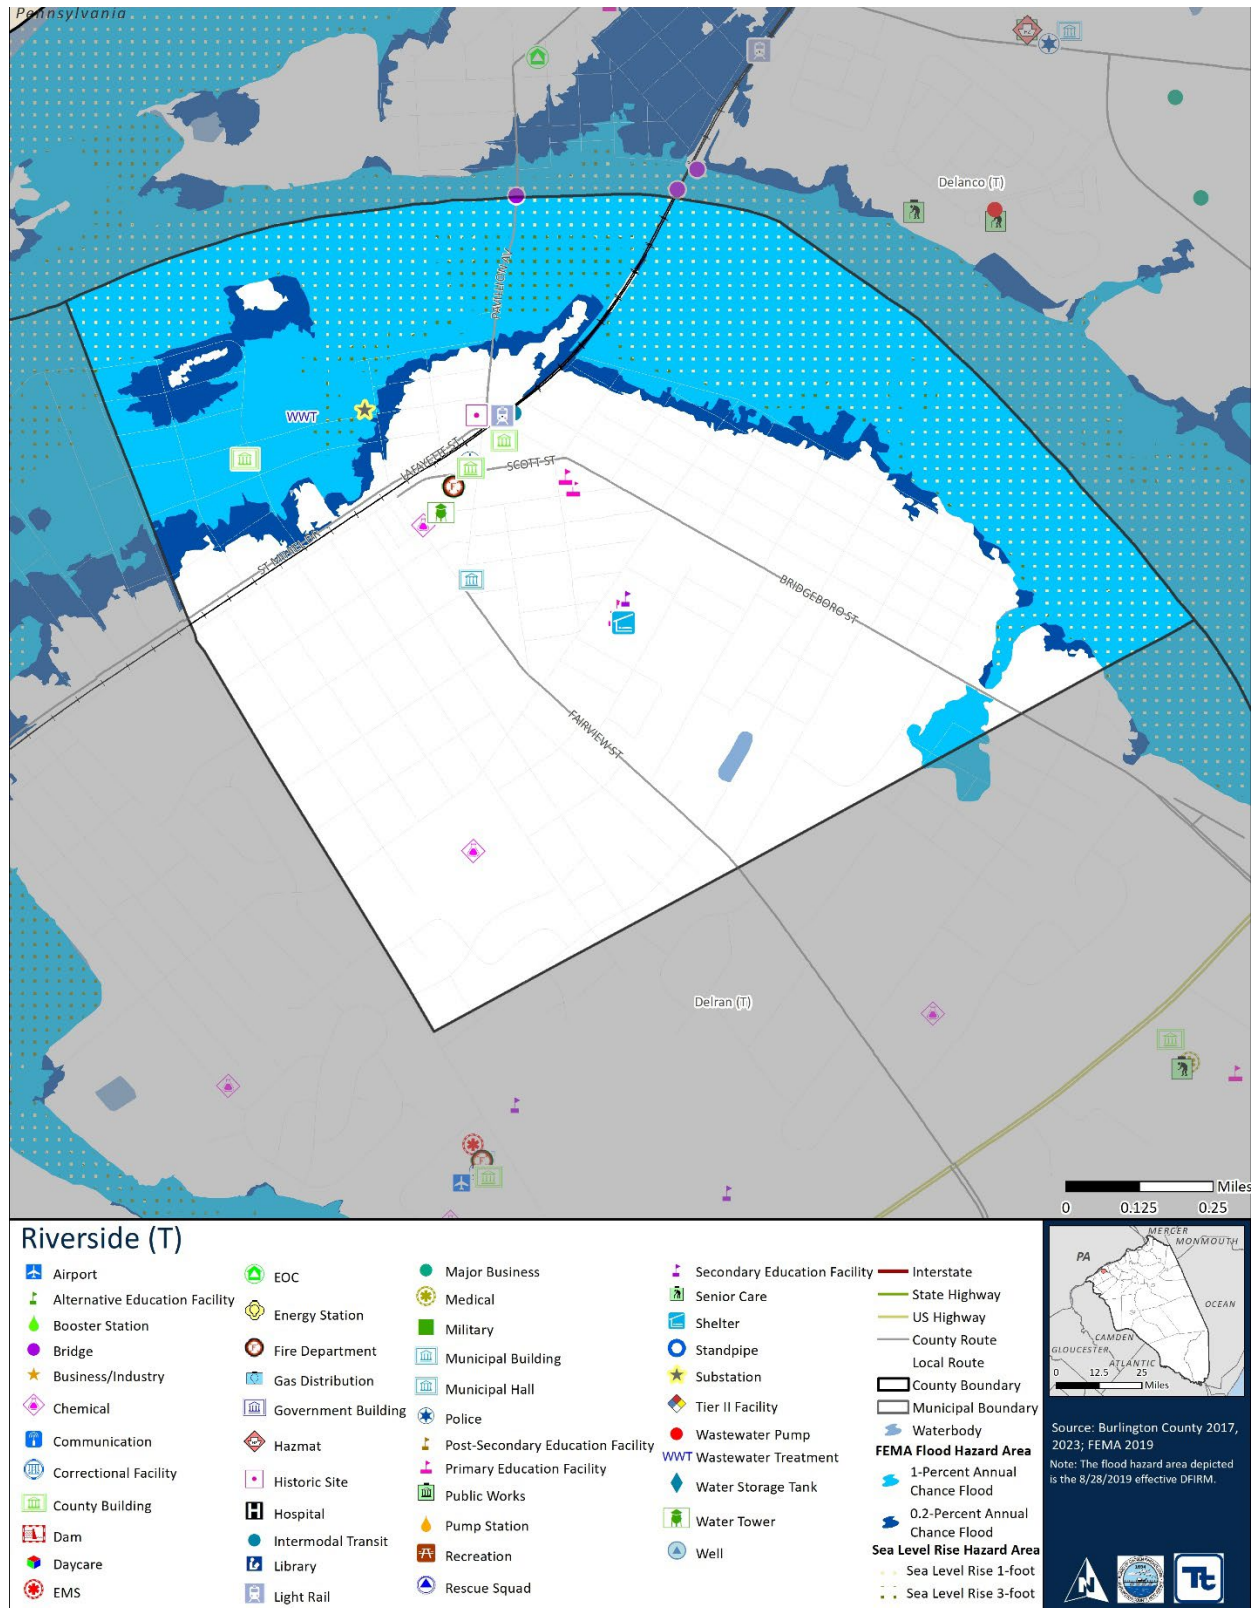 Pennsylvania
Delanco (T)
PAVILION AV
WWT
LAFAYETTE ST
SCOTT ST
ST MIHIEL DR
BRIDGEBORO ST
FAIRVIEW ST
Delran (T)
Miles
0 0.125 0.25
Riverside (T)
Airport
Alternative Education Facility
Booster Station
Bridge
Business/Industry
Chemical
Communication
Correctional Facility
County Building
Dam
Daycare
EMS
EOC
Energy Station
Fire Department
Gas Distribution
Government Building
Hazmat
Historic Site
Hospital
Intermodal Transit
Library
Light Rail
Major Business
Medical
Military
Municipal Building
Municipal Hall
Police
Post-Secondary Education Facility
Primary Education Facility
Public Works
Pump Station
Recreation
Rescue Squad
Secondary Education Facility
Senior Care
Shelter
Standpipe
Substation
Tier II Facility
Wastewater Pump
WWT Wastewater Treatment
Water Storage Tank
Water Tower
Well
Interstate
State Highway
US Highway
County Route
Local Route
County Boundary
Municipal Boundary
Waterbody
FEMA Flood Hazard Area
1-Percent Annual
Chance Flood
0.2-Percent Annual
Chance Flood
Sea Level Rise Hazard Area
Sea Level Rise 1-foot
Sea Level Rise 3-foot
MERCER
MONMOUTH
PA
OCEAN
CAMDEN
GLOUCESTER
ATLANTIC
0 12.5 25
Miles
Source: Burlington County 2017,
2023; FEMA 2019
Note: The flood hazard area depicted
is the 8/28/2019 effective DFIRM.
N
Tt